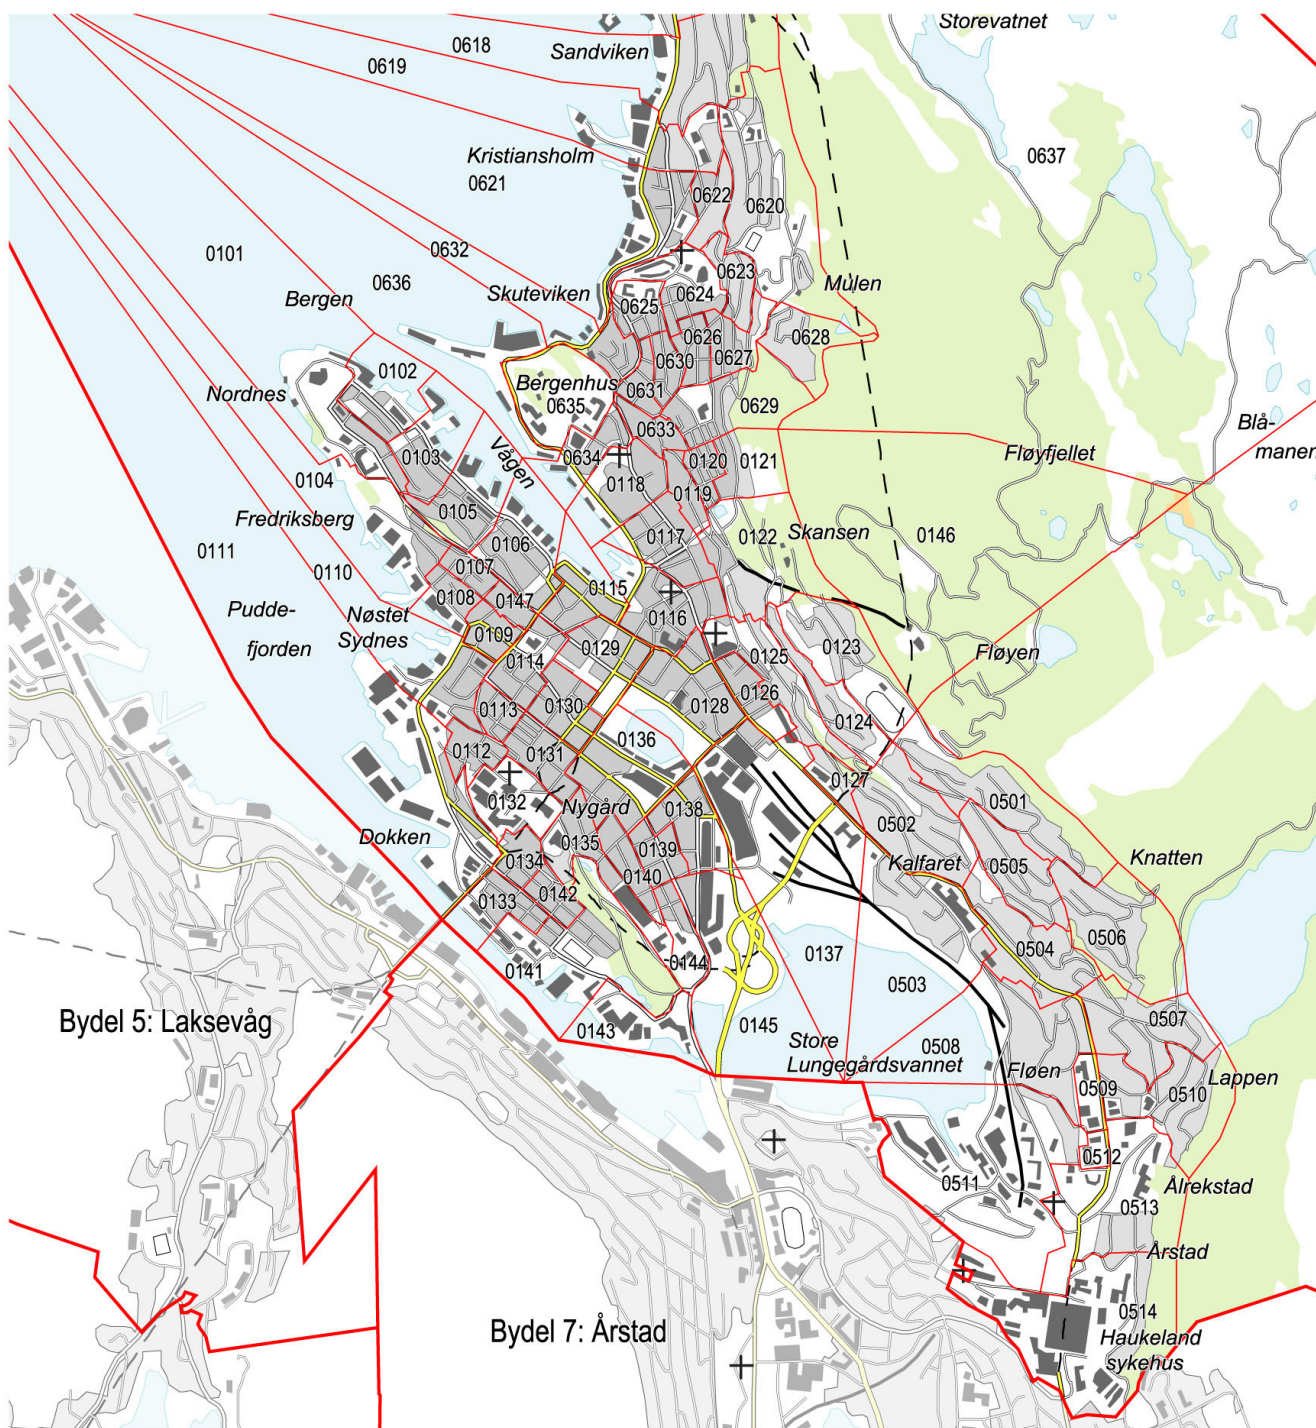 Storevatnet
0618
Sandviken
0619
0637
Kristiansholm
0621
0622
0620
0101
0632
0623
0636
Mulen
Bergen
Skuteviken
0624
0625
0628
0626
0627
0630
0102
Nordnes
Bergenhus
0631
0635
0629
Blå-
manen
0633
Fløyfjellet
0103
Vågen
0634
0120
0121
0104
0118
0119
0105
Fredriksberg
0106
0117
0122
Skansen
0146
0111
0107
0110
0115
0108
0147
Pudde-
fjorden
Nøstet
Sydnes
0116
0109
0129
0123
0114
0125
Fløyen
0126
0113
0130
0128
0124
0136
0112
0131
0127
0501
0132
Nygård
0138
0502
Dokken
0135
0139
Kalfaret
Knatten
0134
0505
0140
0142
0133
0504
0506
0137
0144
0141
0503
Bydel 5: Laksevåg
0507
0143
0145
Store
Lungegårdsvannet
0508
Fløen
Lappen
0509
0510
0512
0511
Ålrekstad
0513
Årstad
0514
Bydel 7: Årstad
Haukeland
sykehus